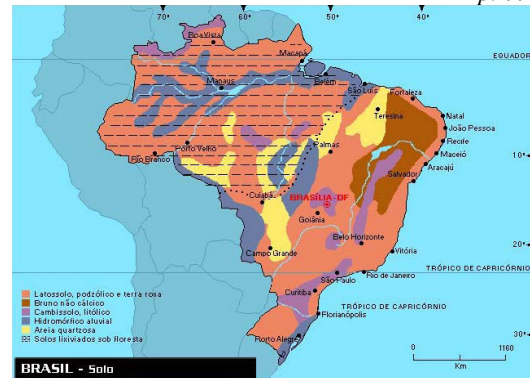 70°
60°
50°
40°
Boa Vista
Macapá
EQUADOR
Manaus
Belém
São Luís
Fortaleza
Teresina
Natal
João Pessoa
Recife
Porto Velho
Rio Branco
Palmas
10°
Maceió
Aracajú
Salvador
Cuiabá
BRASÍLIA-DF
Goiânia
Belo Horizonte
20°
Campo Grande
Vitória
São Paulo
Rio de Janeiro
TRÓPICO DE CAPRICÓRNIO
Curitiba
TRÓPICO DE CAPRICÓRNIO
Florianópolis
Porto Alegre
30°
Latossolo, podzólico e terra roxa
Bruno não cálcico
Cambissolo, litólico
Hidromórfico aluvial
Areia quartzosa
Solos lixiviados sob floresta
0
1160
Km
BRASIL - Solo